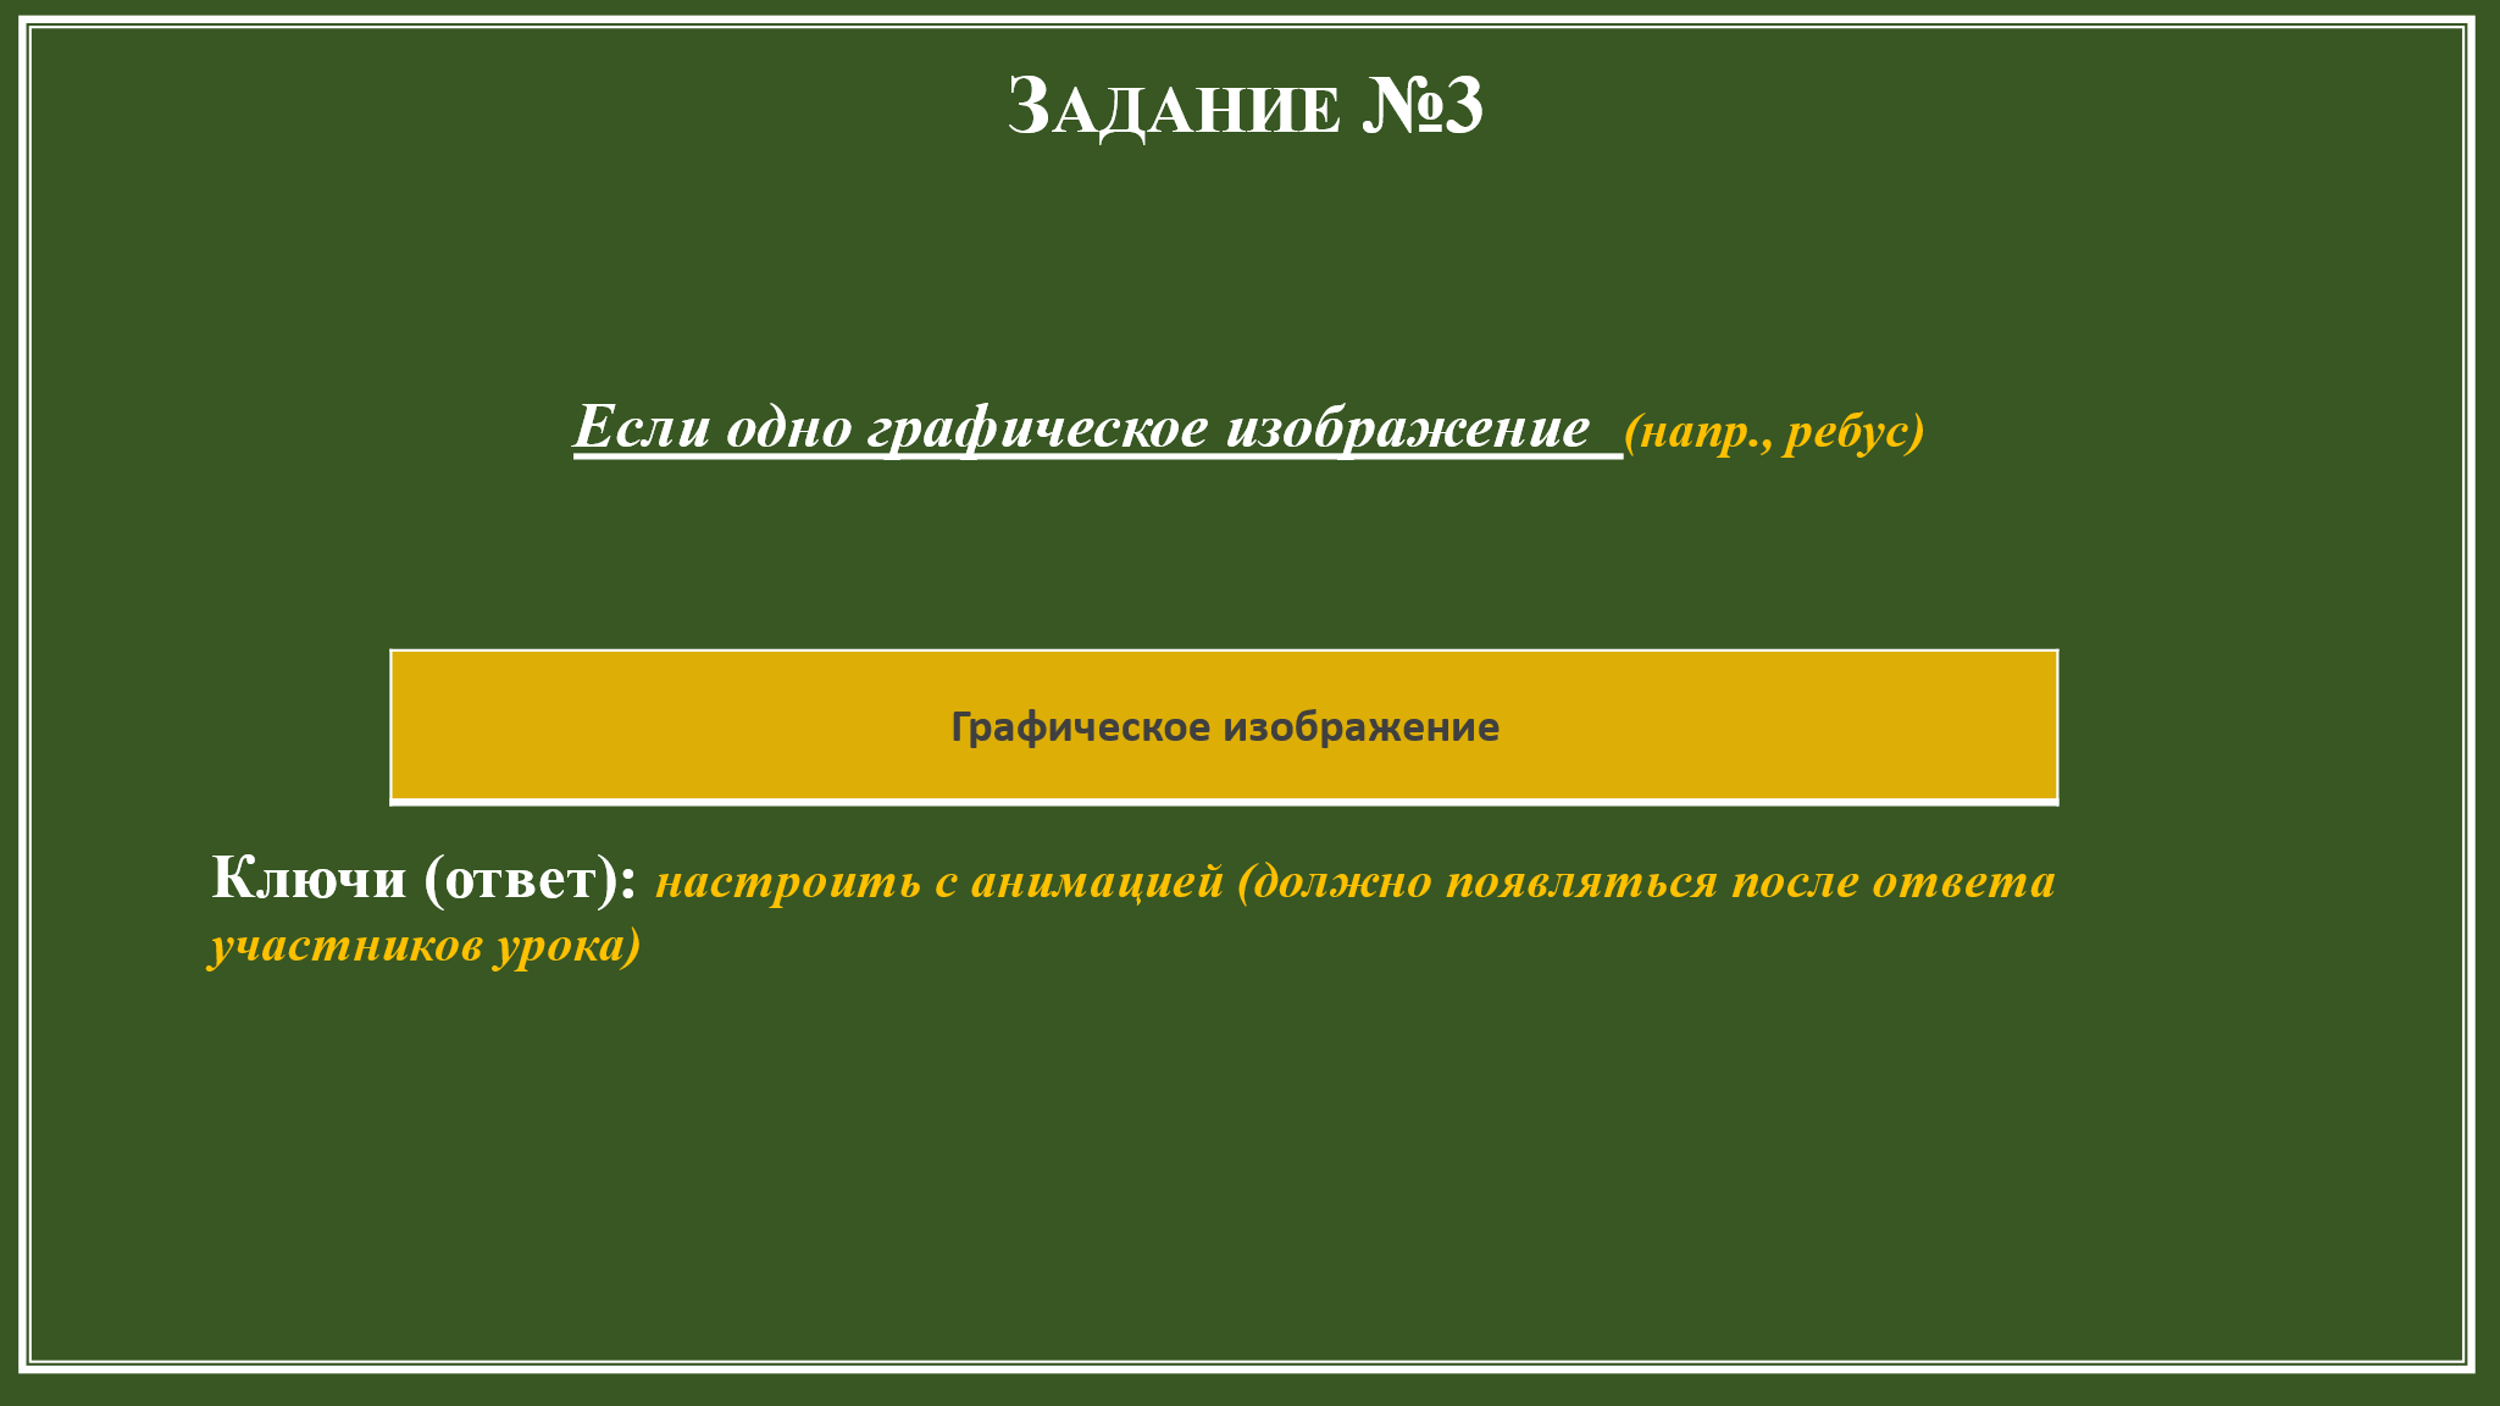 Задание №3
Если одно графическое изображение (напр., ребус)
Графическое изображение
Ключи (ответ): настроить с анимацией (должно появляться после ответа
участников урока)